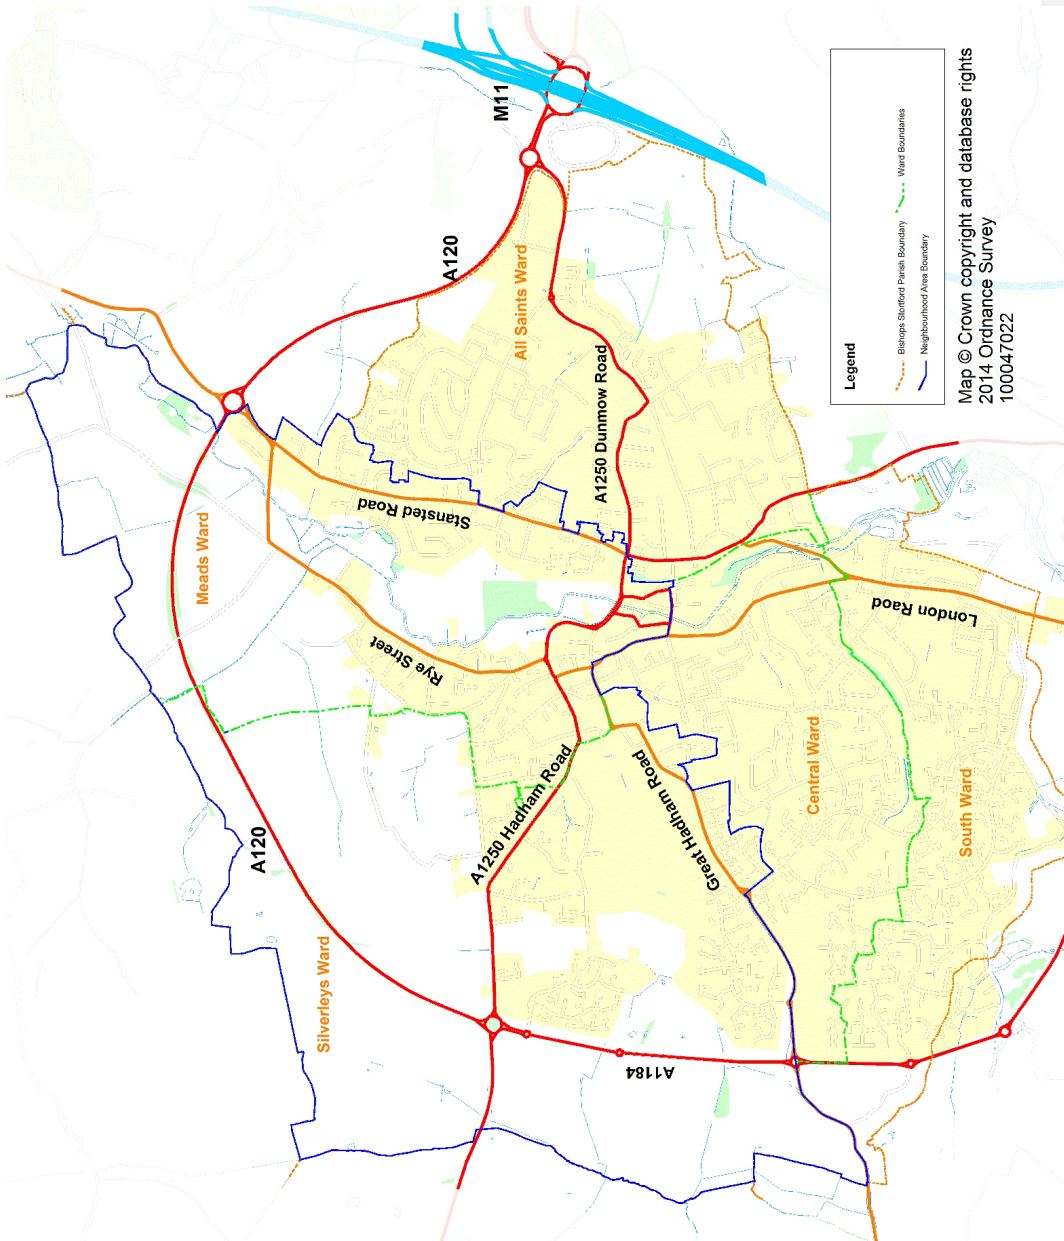 M11
A120
All Saints Ward
A1250 Dunmow Road
Stansted Road
Meads Ward
Rye Street
A120
A1250 Hadham Road
Great Hadham Road
Silverleys Ward
A1184
Central Ward
South Ward
London Raod
Legend
Bishops Stortford Parish Boundary
Ward Boundaries
Neighbourhood Area Boundary
Map © Crown copyright and database rights
2014 Ordnance Survey
100047022